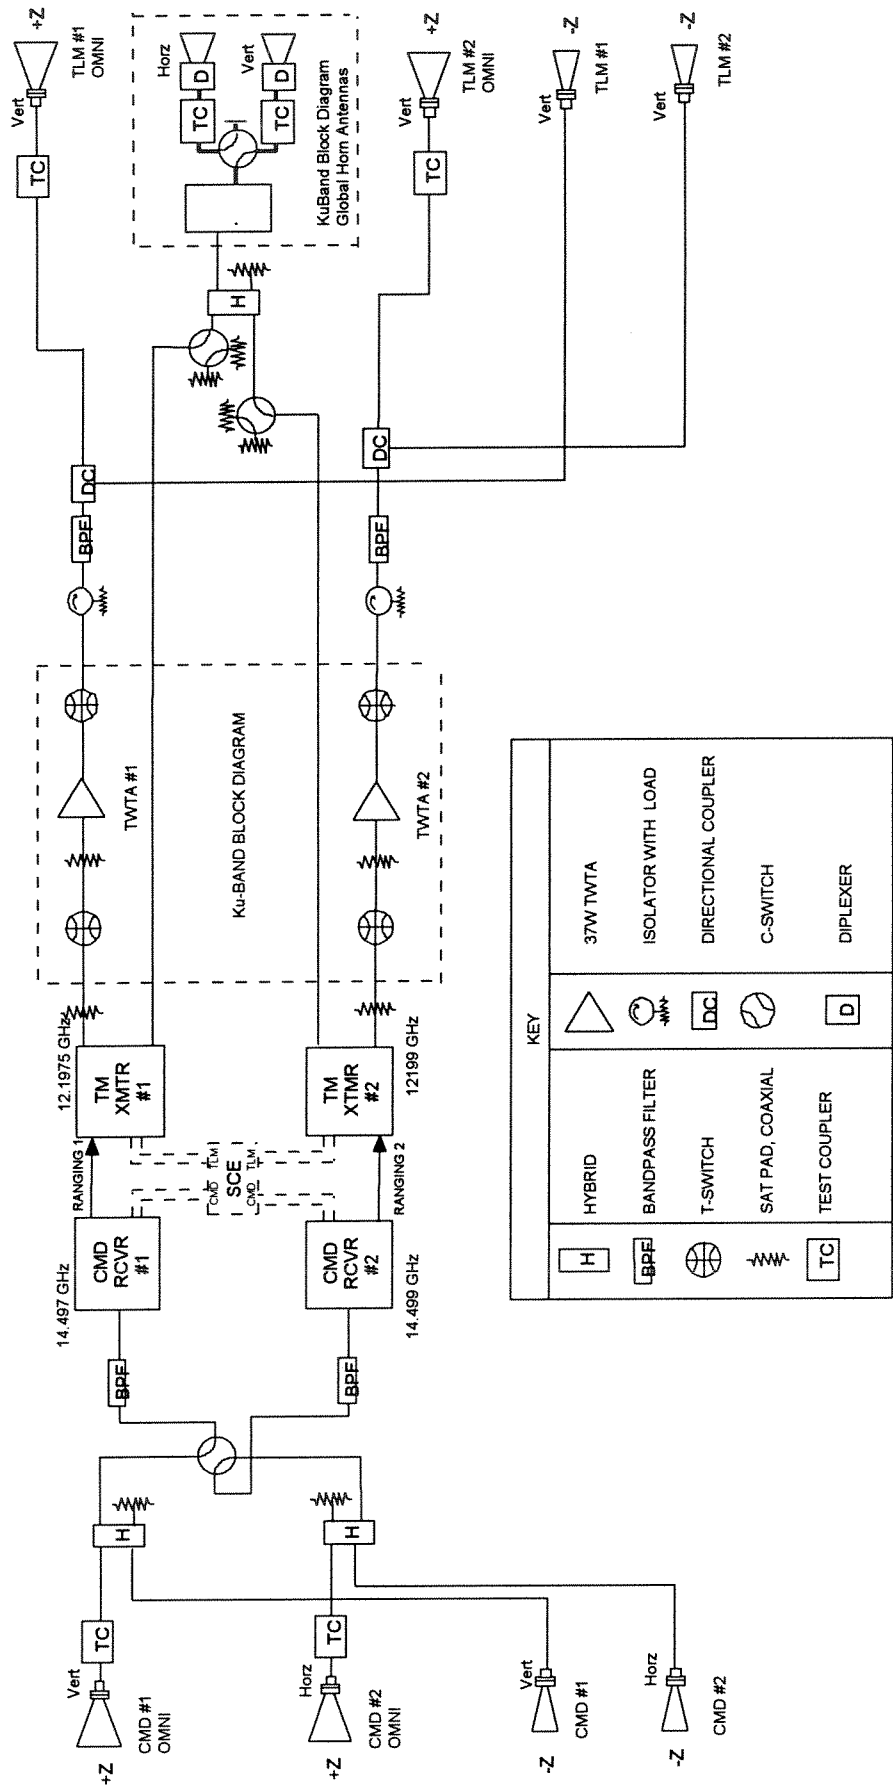 +Z
Vert
TC
CMD #1
OMNI
H
+Z
Horz
TC
CMD #2
OMNI
H
-Z
Vert
CMD #1
-Z
Horz
CMD #2
BPF
BPF
14.497 GHz
CMD
RCVR
#1
RANGING 1
14.499 GHz
CMD
RCVR
#2
RANGING 2
CMD TLM
SCE
CMD TLM
12.1975 GHz
TM
XMTR
#1
12199 GHz
TM
XTMR
#2
TWTA #1
Ku-BAND BLOCK DIAGRAM
TWTA #2
BPF
DC
BPF
DC
H
TC
Vert
+Z
TLM #1
OMNI
Horz
TC
D
Vert
TC
D
KuBand Block Diagram
Global Horn Antennas
TC
Vert
+Z
TLM #2
OMNI
Vert
-Z
TLM #1
Vert
-Z
TLM #2
KEY
H
HYBRID
37W TWTA
BPF
BANDPASS FILTER
ISOLATOR WITH LOAD
T-SWITCH
DC
DIRECTIONAL COUPLER
SAT PAD, COAXIAL
C-SWITCH
TC
TEST COUPLER
D
DIPLEXER